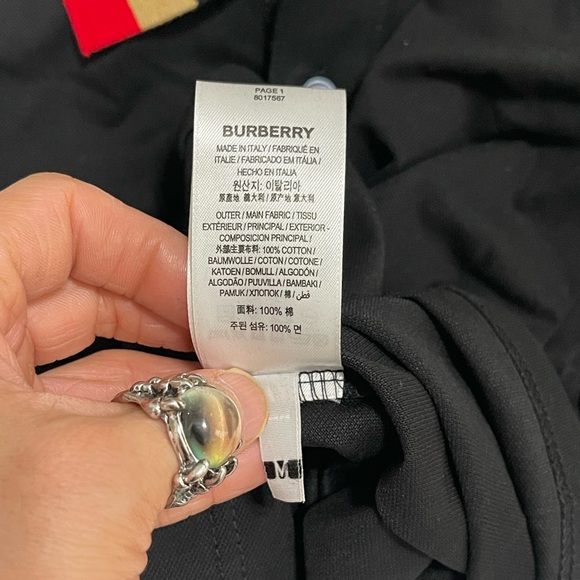 PAGE 1
8017567
BURBERRY
MADE IN ITALY / FABRIQUÉ EN
ITALIE / FABRICADO EM ITÁLIA /
HECHO EN ITALIA
원산지: 이탈리아
原產地 義大利 / 原产地 意大利
OUTER / MAIN FABRIC / TISSU
EXTÉRIEUR / PRINCIPAL / EXTERIOR -
COMPOSICIÓN PRINCIPAL /
外部主要布料: 100% COTTON /
BAUMWOLLE / COTON / COTONE /
KATOEN / BOMULL / ALGODÓN /
ALGODÃO / PUUVILLA / BAMBAKI /
PAMUK / ХЛОПОК / 棉 / قطن
面料: 100% 棉
주된 섬유: 100% 면
M